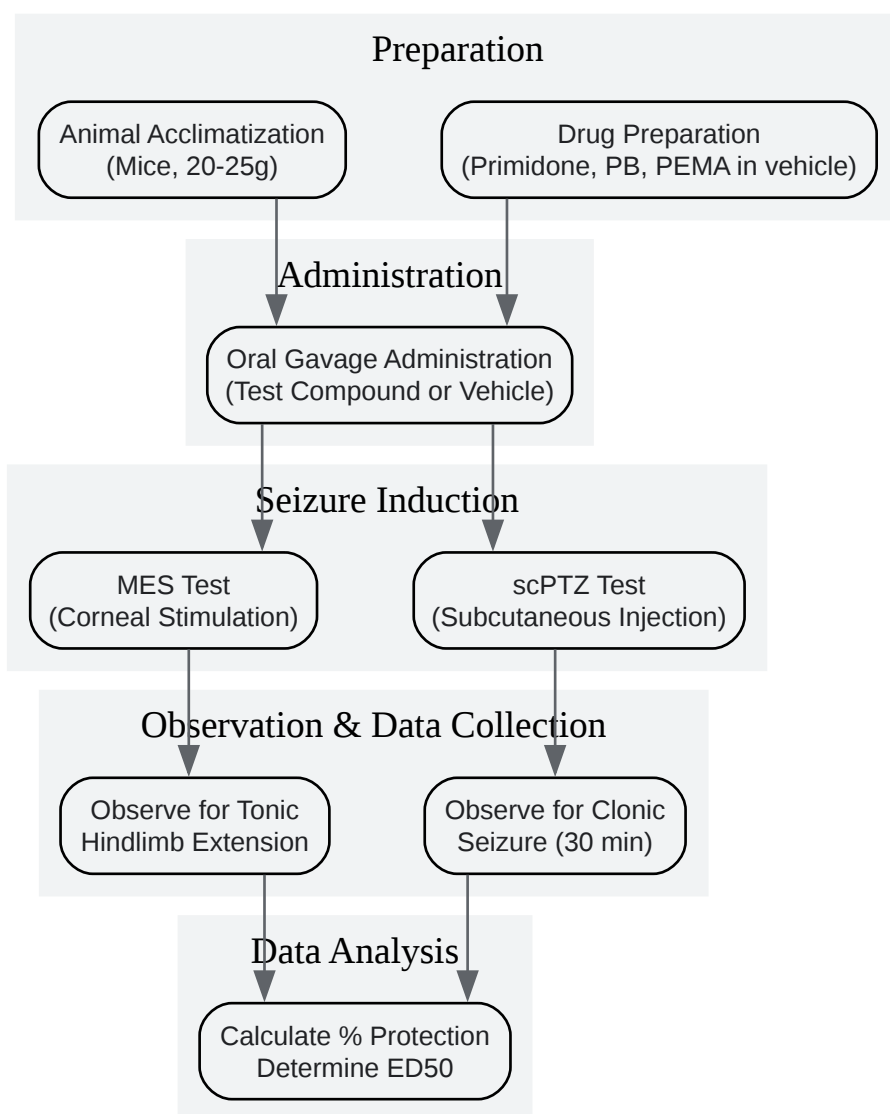 Preparation
Animal Acclimatization
(Mice, 20-25g)
Drug Preparation
(Primidone, PB, PEMA in vehicle)
Administration
Oral Gavage Administration
(Test Compound or Vehicle)
Seizure Induction
MES Test
(Corneal Stimulation)
scPTZ Test
(Subcutaneous Injection)
Observation & Data Collection
Observe for Tonic
Hindlimb Extension
Observe for Clonic
Seizure (30 min)
Data Analysis
Calculate % Protection
Determine ED50